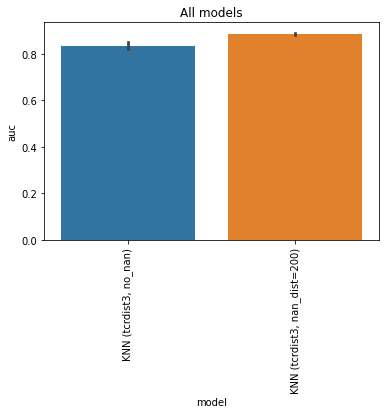 All models
auc
0.8
0.6
0.4
0.2
0.0
KNN (tcrdist3, no_nan)
KNN (tcrdist3, nan_dist=200)
model